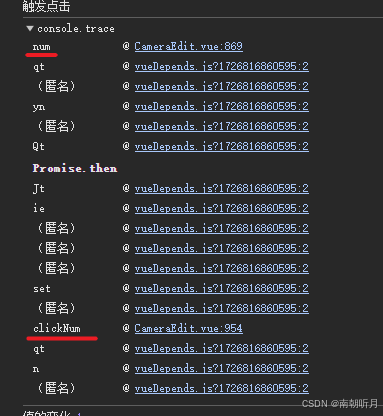 触发点击
▼ console.trace
num @ CameraEdit.vue:869
qt @ vueDepends.js?1726816860595:2
（匿名） @ vueDepends.js?1726816860595:2
yn @ vueDepends.js?1726816860595:2
（匿名） @ vueDepends.js?1726816860595:2
Qt @ vueDepends.js?1726816860595:2
Promise.then
Jt @ vueDepends.js?1726816860595:2
ie @ vueDepends.js?1726816860595:2
（匿名） @ vueDepends.js?1726816860595:2
（匿名） @ vueDepends.js?1726816860595:2
（匿名） @ vueDepends.js?1726816860595:2
set @ vueDepends.js?1726816860595:2
（匿名） @ vueDepends.js?1726816860595:2
clickNum @ CameraEdit.vue:954
qt @ vueDepends.js?1726816860595:2
n @ vueDepends.js?1726816860595:2
（匿名） @ vueDepends.js?1726816860595:2
CSDN @南朝听月
值的变化